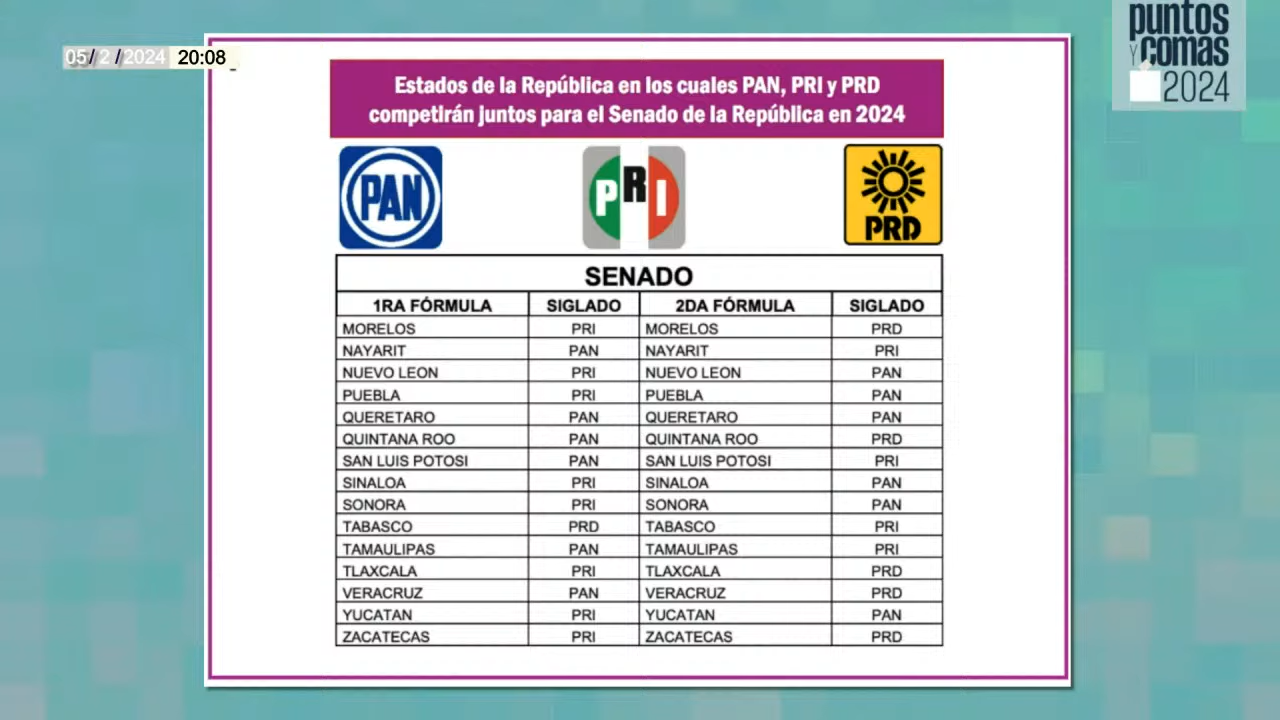 05/ 2 /2024 20:08
PUNTOS
Y COMAS
2024
Estados de la República en los cuales PAN, PRI y PRD
competirán juntos para el Senado de la República en 2024
PAN PRI PRD
SENADO
1RA FÓRMULA SIGLADO 2DA FÓRMULA SIGLADO
MORELOS PRI MORELOS PRD
NAYARIT PAN NAYARIT PRI
NUEVO LEON PRI NUEVO LEON PAN
PUEBLA PRI PUEBLA PAN
QUERETARO PAN QUERETARO PAN
QUINTANA ROO PAN QUINTANA ROO PRD
SAN LUIS POTOSI PAN SAN LUIS POTOSI PRI
SINALOA PRI SINALOA PAN
SONORA PRI SONORA PAN
TABASCO PRD TABASCO PRI
TAMAULIPAS PAN TAMAULIPAS PRI
TLAXCALA PRI TLAXCALA PRD
VERACRUZ PAN VERACRUZ PRD
YUCATAN PRI YUCATAN PAN
ZACATECAS PRI ZACATECAS PRD